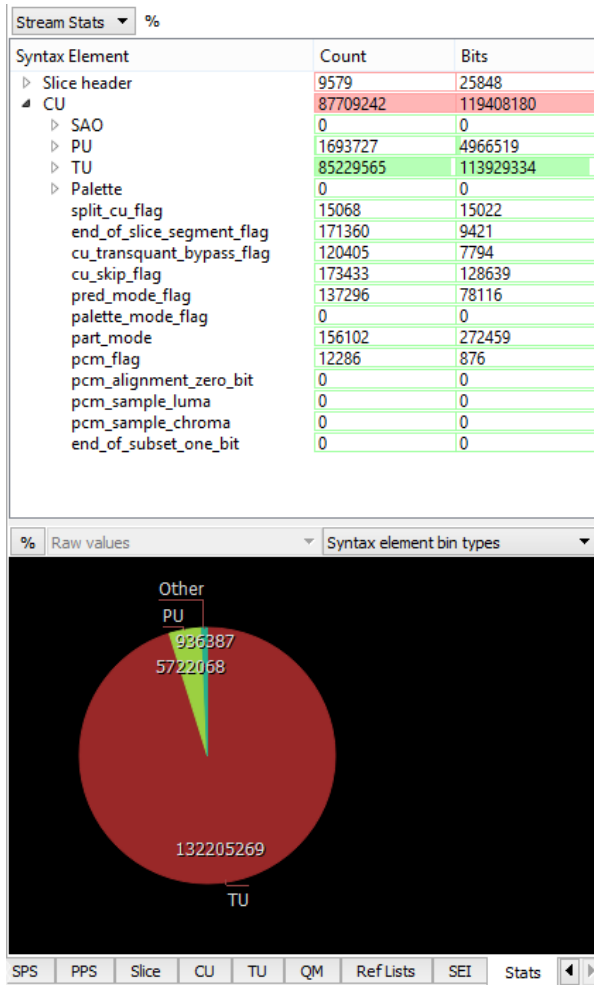 Stream Stats %
Syntax Element Count Bits
Slice header 9579 25848
CU 87709242 119408180
SAO 0 0
PU 1693727 4966519
TU 85229565 113929334
Palette 0 0
split_cu_flag 15068 15022
end_of_slice_segment_flag 171360 9421
cu_transquant_bypass_flag 120405 7794
cu_skip_flag 173433 128639
pred_mode_flag 137296 78116
palette_mode_flag 0 0
part_mode 156102 272459
pcm_flag 12286 876
pcm_alignment_zero_bit 0 0
pcm_sample_luma 0 0
pcm_sample_chroma 0 0
end_of_subset_one_bit 0 0
% Raw values Syntax element bin types
Other
PU
936387
5722068
132205269
TU
SPS PPS Slice CU TU QM Ref Lists SEI Stats